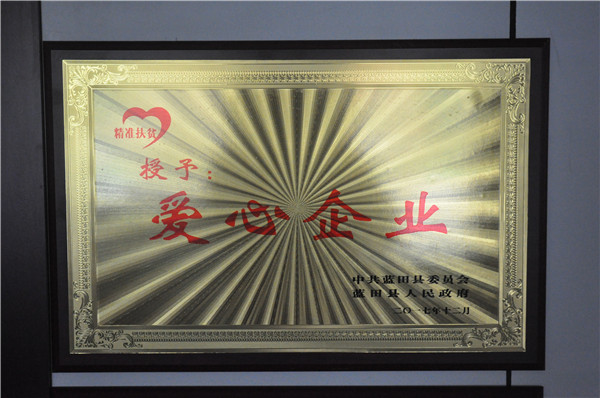 精准扶贫
授予：
爱心企业
中共蓝田县委员会
蓝田县人民政府
二〇一七年十二月